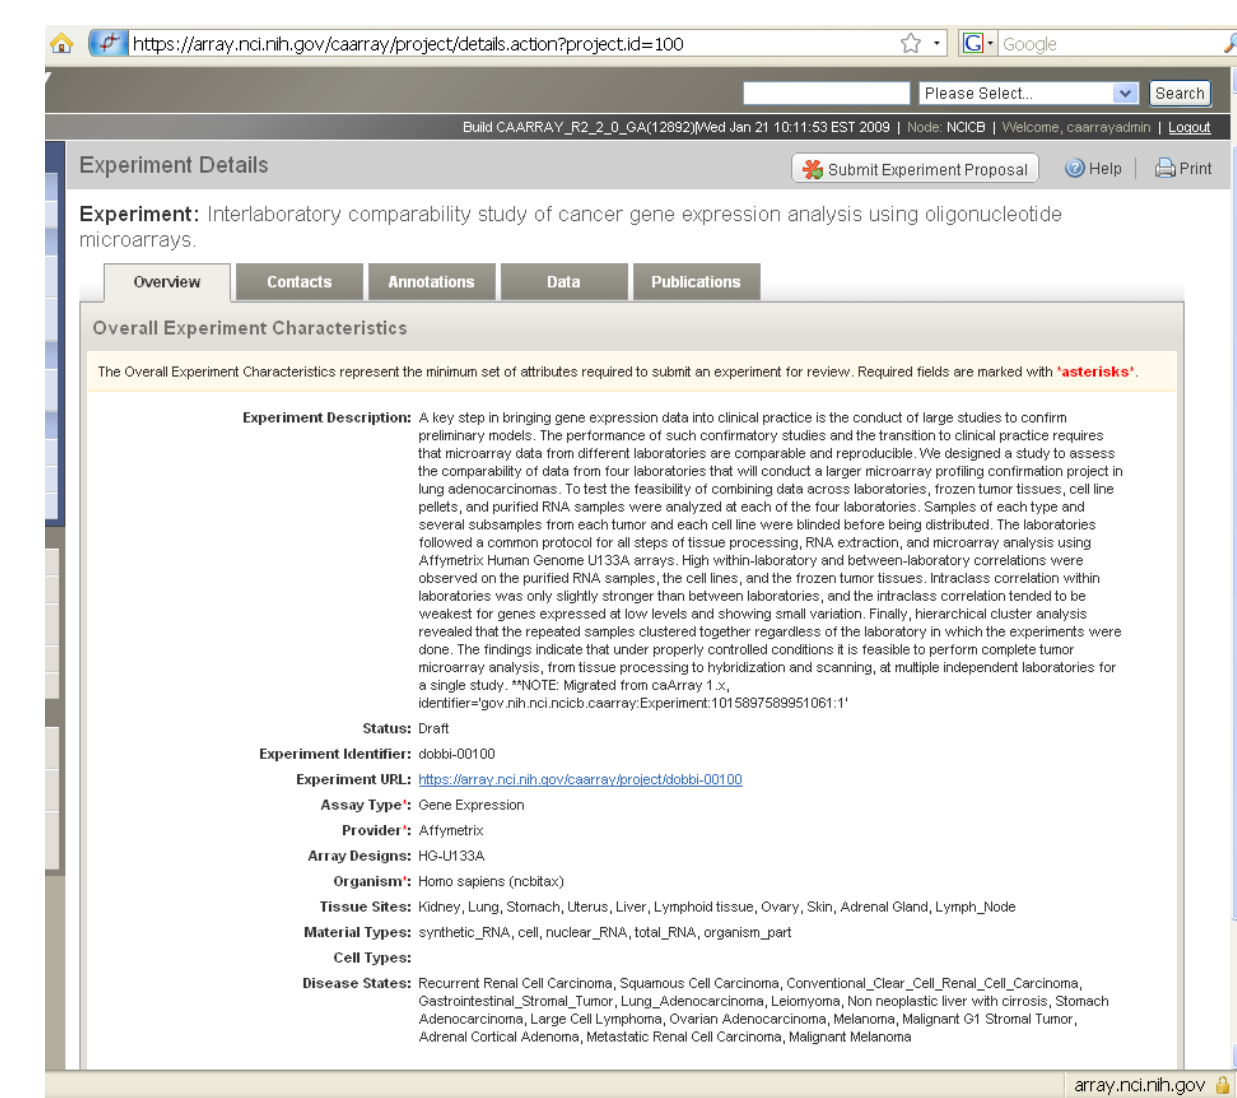 https://array.nci.nih.gov/caarray/project/details.action?project.id=100
G
Google
Please Select...
Search
Build CAARRAY_R2_2_0_GA(12892)|Wed Jan 21 10:11:53 EST 2009 | Node: NCICB | Welcome, caarrayadmin | Logout
Experiment Details
Submit Experiment Proposal
Help
Print
Experiment: Interlaboratory comparability study of cancer gene expression analysis using oligonucleotide
microarrays.
Overview
Contacts
Annotations
Data
Publications
Overall Experiment Characteristics
The Overall Experiment Characteristics represent the minimum set of attributes required to submit an experiment for review. Required fields are marked with *asterisks*.
Experiment Description: A key step in bringing gene expression data into clinical practice is the conduct of large studies to confirm
preliminary models. The performance of such confirmatory studies and the transition to clinical practice requires
that microarray data from different laboratories are comparable and reproducible. We designed a study to assess
the comparability of data from four laboratories that will conduct a larger microarray profiling confirmation project in
lung adenocarcinomas. To test the feasibility of combining data across laboratories, frozen tumor tissues, cell line
pellets, and purified RNA samples were analyzed at each of the four laboratories. Samples of each type and
several subsamples from each tumor and each cell line were blinded before being distributed. The laboratories
followed a common protocol for all steps of tissue processing, RNA extraction, and microarray analysis using
Affymetrix Human Genome U133A arrays. High within-laboratory and between-laboratory correlations were
observed on the purified RNA samples, the cell lines, and the frozen tumor tissues. Intraclass correlation within
laboratories was only slightly stronger than between laboratories, and the intraclass correlation tended to be
weakest for genes expressed at low levels and showing small variation. Finally, hierarchical cluster analysis
revealed that the repeated samples clustered together regardless of the laboratory in which the experiments were
done. The findings indicate that under properly controlled conditions it is feasible to perform complete tumor
microarray analysis, from tissue processing to hybridization and scanning, at multiple independent laboratories for
a single study. **NOTE: Migrated from caArray 1.x,
identifier='gov.nih.nci.ncicb.caarray:Experiment:1015897589951061:1'
Status: Draft
Experiment Identifier: dobbi-00100
Experiment URL: https://array.nci.nih.gov/caarray/project/dobbi-00100
Assay Type*: Gene Expression
Provider*: Affymetrix
Array Designs: HG-U133A
Organism*: Homo sapiens (ncbitax)
Tissue Sites: Kidney, Lung, Stomach, Uterus, Liver, Lymphoid tissue, Ovary, Skin, Adrenal Gland, Lymph_Node
Material Types: synthetic_RNA, cell, nuclear_RNA, total_RNA, organism_part
Cell Types:
Disease States: Recurrent Renal Cell Carcinoma, Squamous Cell Carcinoma, Conventional_Clear_Cell_Renal_Cell_Carcinoma,
Gastrointestinal_Stromal_Tumor, Lung_Adenocarcinoma, Leiomyoma, Non neoplastic liver with cirrosis, Stomach
Adenocarcinoma, Large Cell Lymphoma, Ovarian Adenocarcinoma, Melanoma, Malignant G1 Stromal Tumor,
Adrenal Cortical Adenoma, Metastatic Renal Cell Carcinoma, Malignant Melanoma
array.nci.nih.gov